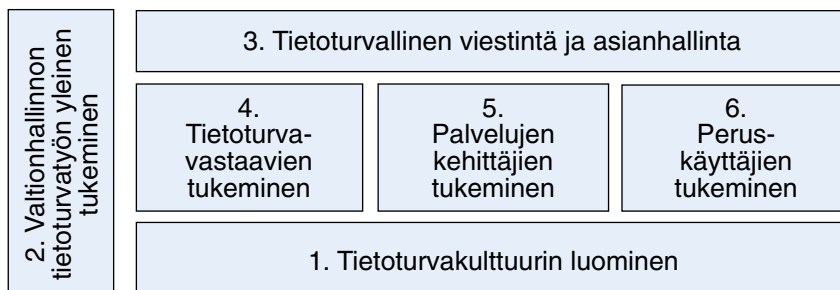 2. Valtionhallinnon
tietoturvatyön yleinen
tukeminen
3. Tietoturvallinen viestintä ja asianhallinta
4.
Tietoturva-
vastaavien
tukeminen
5.
Palvelujen
kehittäjien
tukeminen
6.
Perus-
käyttäjien
tukeminen
1. Tietoturvakulttuurin luominen